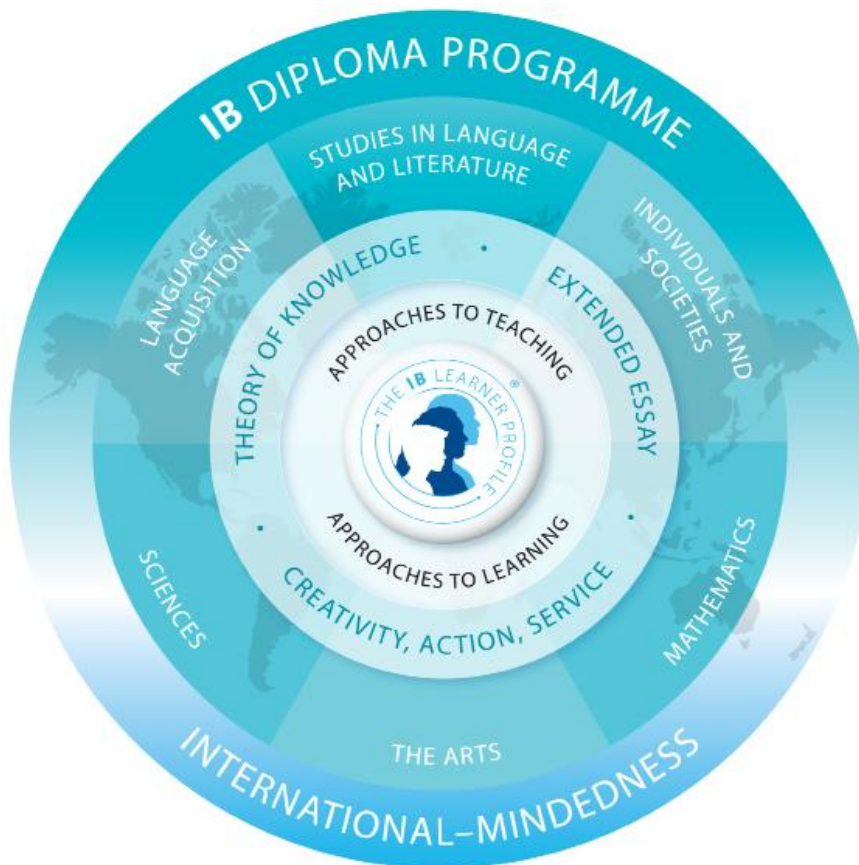 IB DIPLOMA PROGRAMME
STUDIES IN LANGUAGE
AND LITERATURE
LANGUAGE
ACQUISITION
INDIVIDUALS AND
SOCIETIES
THEORY OF KNOWLEDGE
·
EXTENDED ESSAY
·
APPROACHES TO TEACHING
THE IB LEARNER PROFILE
®
APPROACHES TO LEARNING
·
CREATIVITY, ACTION, SERVICE
SCIENCES
MATHEMATICS
THE ARTS
INTERNATIONAL–MINDEDNESS